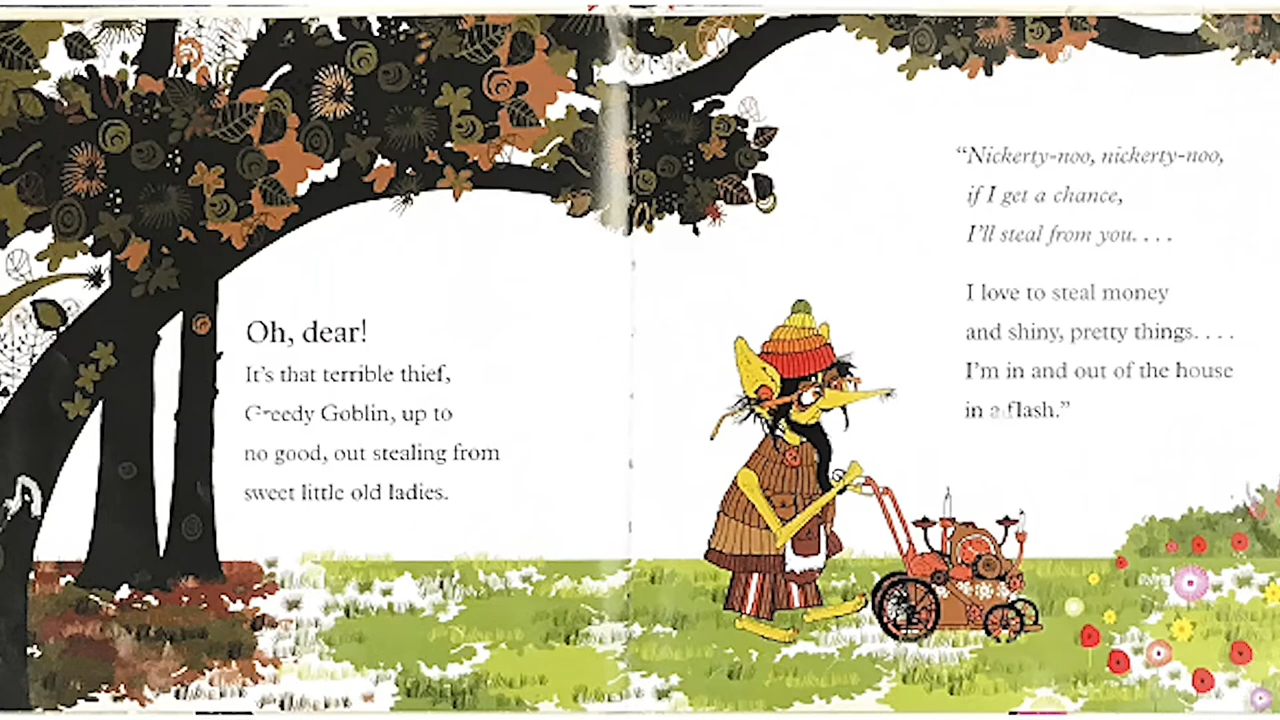 Oh, dear!
It's that terrible thief,
Greedy Goblin, up to
no good, out stealing from
sweet little old ladies.
“Nickerty-noo, nickerty-noo,
if I get a chance,
I'll steal from you. . . .
I love to steal money
and shiny, pretty things. . . .
I'm in and out of the house
in a flash.”